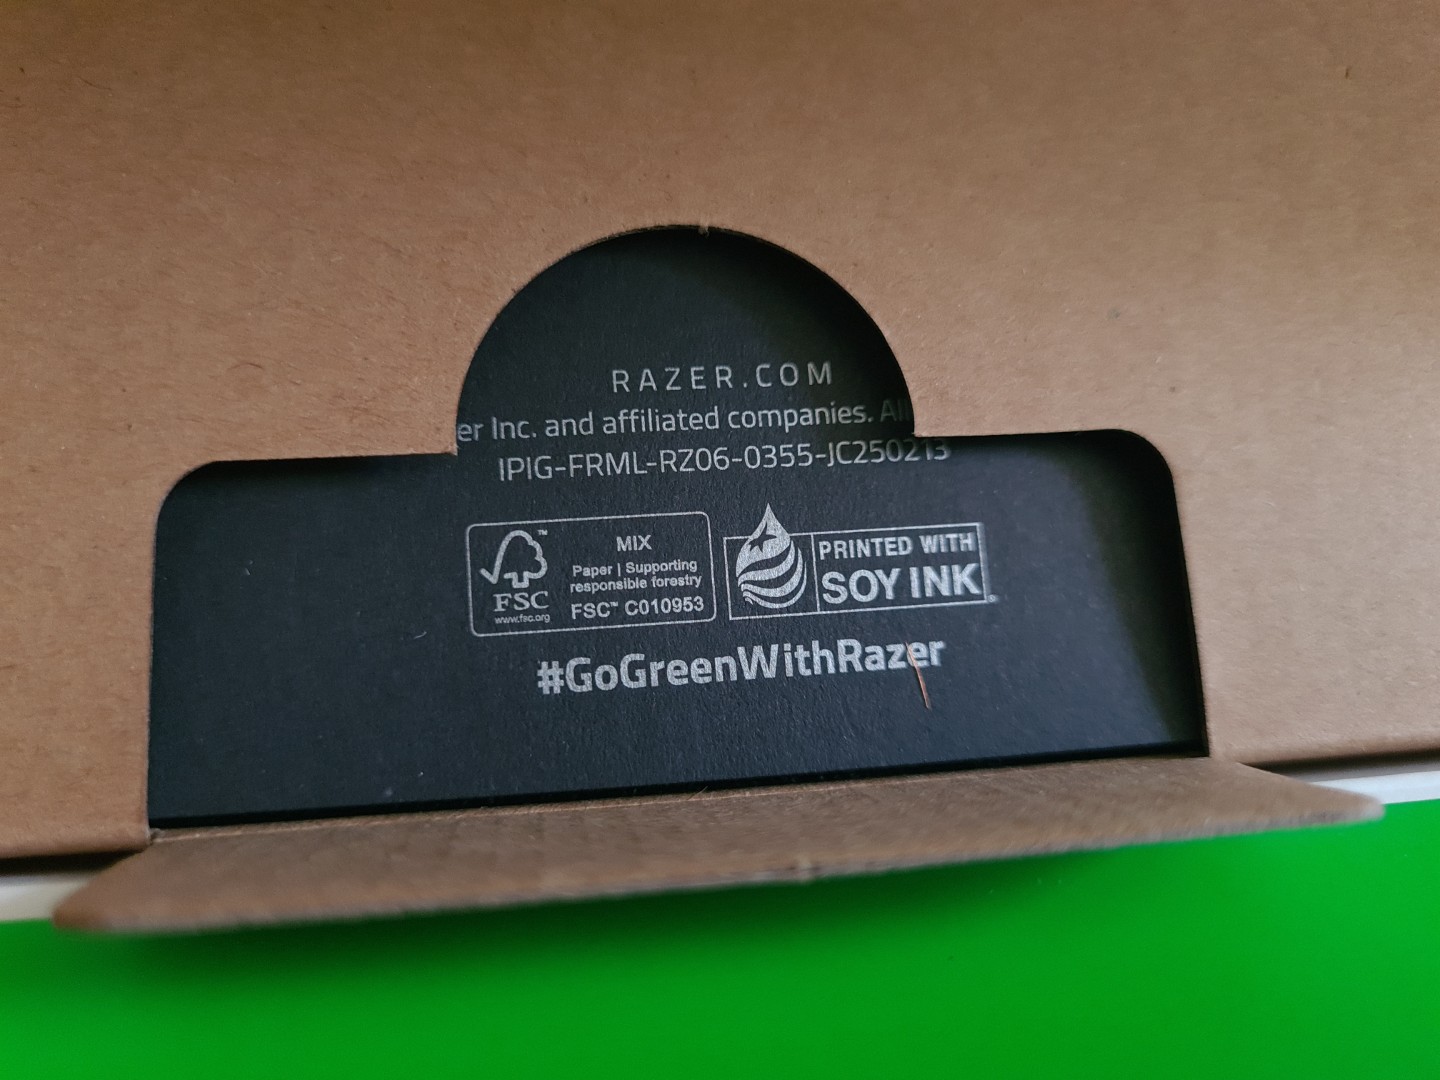 RAZER.COM
er Inc. and affiliated companies. All
IPIG-FRML-RZ06-0355-JC250213
FSC™
www.fsc.org
MIX
Paper | Supporting
responsible forestry
FSC™ C010953
PRINTED WITH
SOY INK
#GoGreenWithRazer